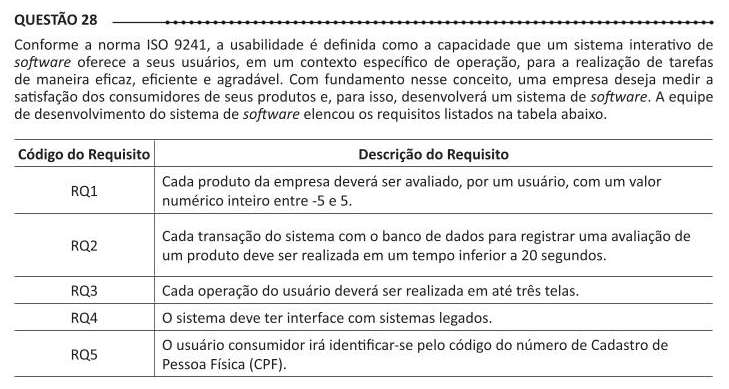 QUESTÃO 28
Conforme a norma ISO 9241, a usabilidade é definida como a capacidade que um sistema interativo de
software oferece a seus usuários, em um contexto específico de operação, para a realização de tarefas
de maneira eficaz, eficiente e agradável. Com fundamento nesse conceito, uma empresa deseja medir a
satisfação dos consumidores de seus produtos e, para isso, desenvolverá um sistema de software. A equipe
de desenvolvimento do sistema de software elencou os requisitos listados na tabela abaixo.
Código do Requisito Descrição do Requisito
RQ1 Cada produto da empresa deverá ser avaliado, por um usuário, com um valor
numérico inteiro entre -5 e 5.
RQ2 Cada transação do sistema com o banco de dados para registrar uma avaliação de
um produto deve ser realizada em um tempo inferior a 20 segundos.
RQ3 Cada operação do usuário deverá ser realizada em até três telas.
RQ4 O sistema deve ter interface com sistemas legados.
RQ5 O usuário consumidor irá identificar-se pelo código do número de Cadastro de
Pessoa Física (CPF).